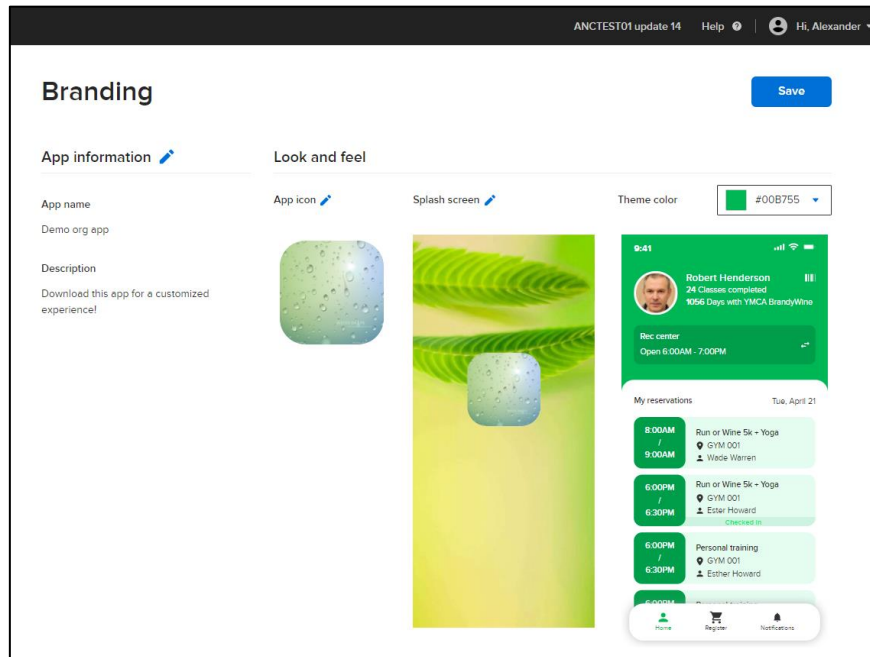 ANCTEST01 update 14 Help Hi, Alexander
Branding
Save
App information
Look and feel
App name
Demo org app
Description
Download this app for a customized
experience!
App icon
Splash screen
Theme color
#00B755
9:41
Robert Henderson
24 Classes completed
1056 Days with YMCA BrandyWine
Rec center
Open 6:00AM - 7:00PM
My reservations
Tue, April 21
8:00AM
/
9:00AM
Run or Wine 5k + Yoga
GYM 001
Wade Warren
6:00PM
/
6:30PM
Run or Wine 5k + Yoga
GYM 001
Ester Howard
Checked in
6:00PM
/
6:30PM
Personal training
GYM 001
Esther Howard
6:00PM
Home
Register
Notifications